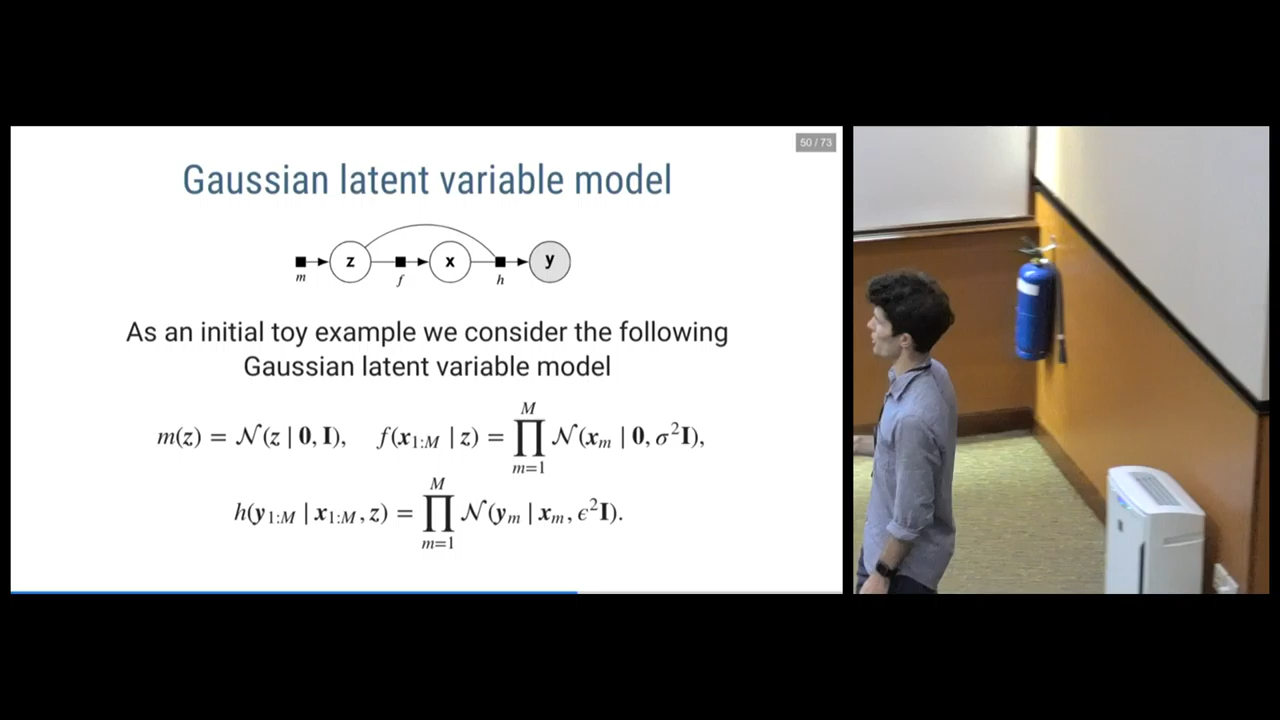 50 / 73
Gaussian latent variable model
z x y
m f h
As an initial toy example we consider the following
Gaussian latent variable model
m(z) = 𝒩(z | 0, I), f(x₁:M | z) = ∏_{m=1}^{M} 𝒩(xₘ | 0, σ²I),
h(y₁:M | x₁:M, z) = ∏_{m=1}^{M} 𝒩(yₘ | xₘ, ϵ²I).